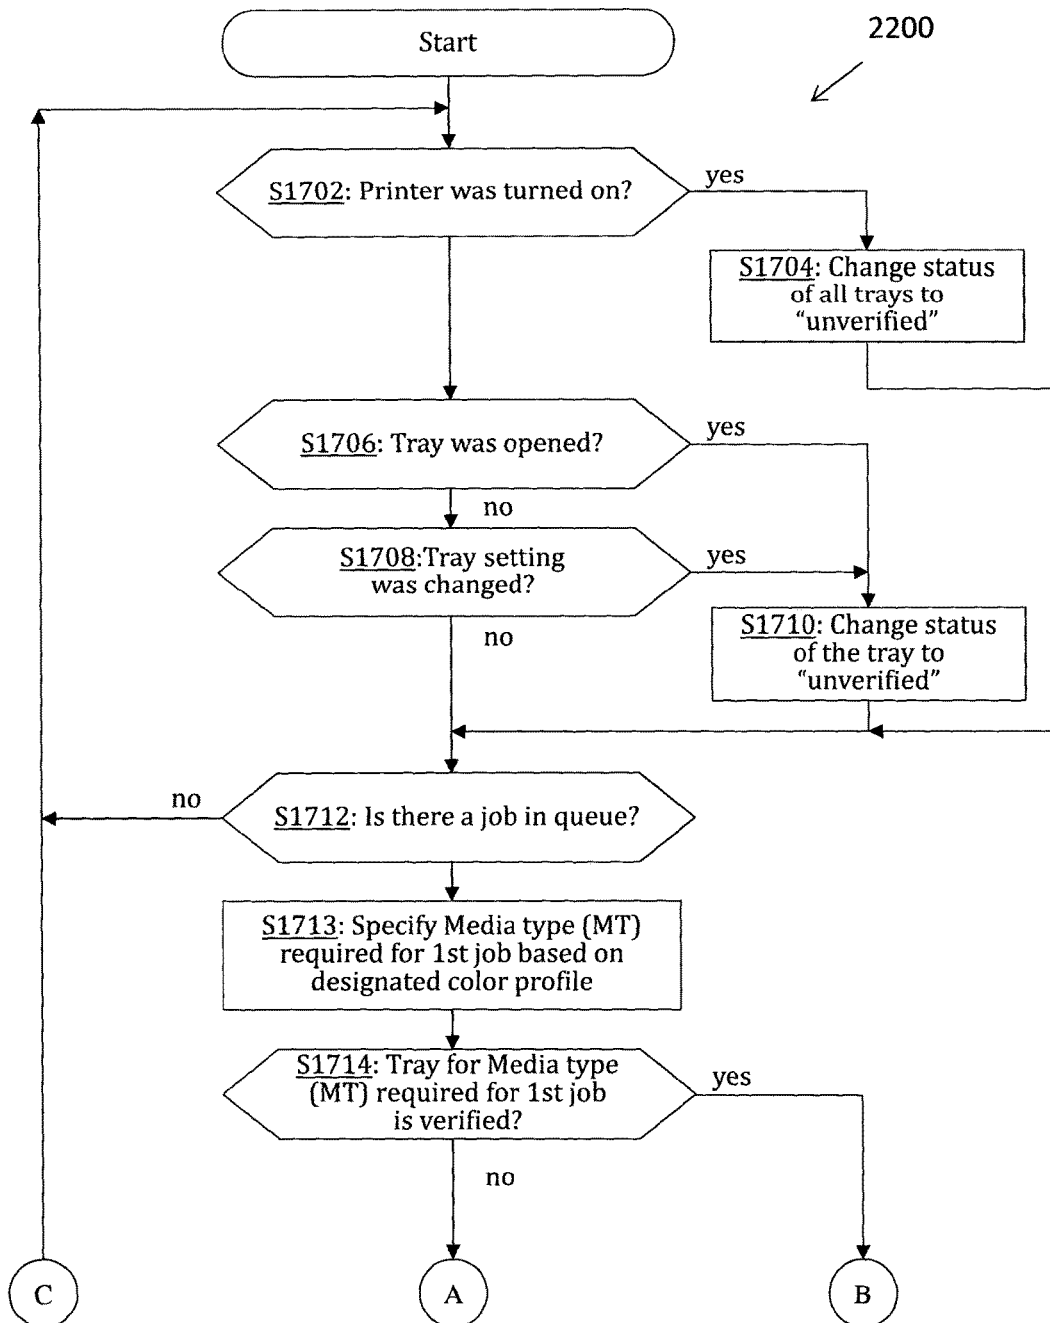 Start
2200
S1702: Printer was turned on?
yes
S1704: Change status
of all trays to
“unverified”
S1706: Tray was opened?
yes
no
S1708:Tray setting
was changed?
yes
no
S1710: Change status
of the tray to
“unverified”
no
S1712: Is there a job in queue?
S1713: Specify Media type (MT)
required for 1st job based on
designated color profile
S1714: Tray for Media type
(MT) required for 1st job
is verified?
yes
no
C
A
B